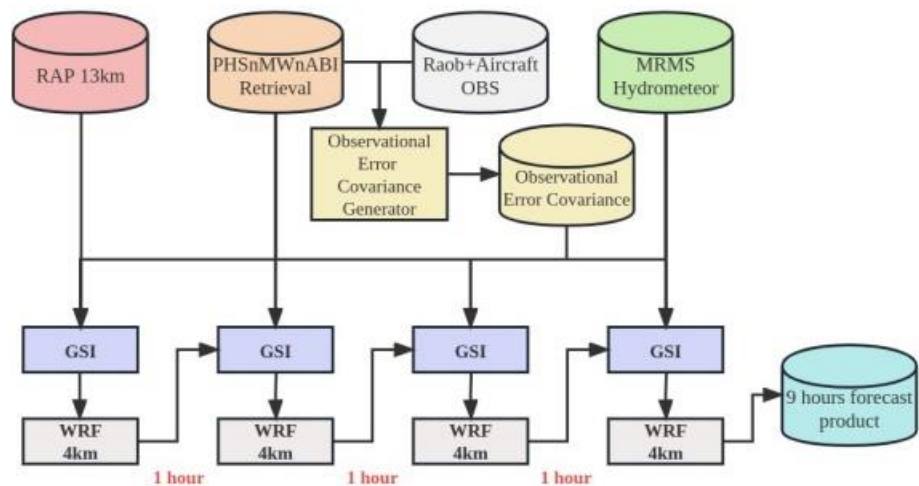 RAP 13km
PHSnMWnABI
Retrieval
Raob+Aircraft
OBS
MRMS
Hydrometeor
Observational
Error
Covariance
Generator
Observational
Error Covariance
GSI
GSI
GSI
GSI
WRF
4km
WRF
4km
WRF
4km
WRF
4km
9 hours forecast
product
1 hour
1 hour
1 hour